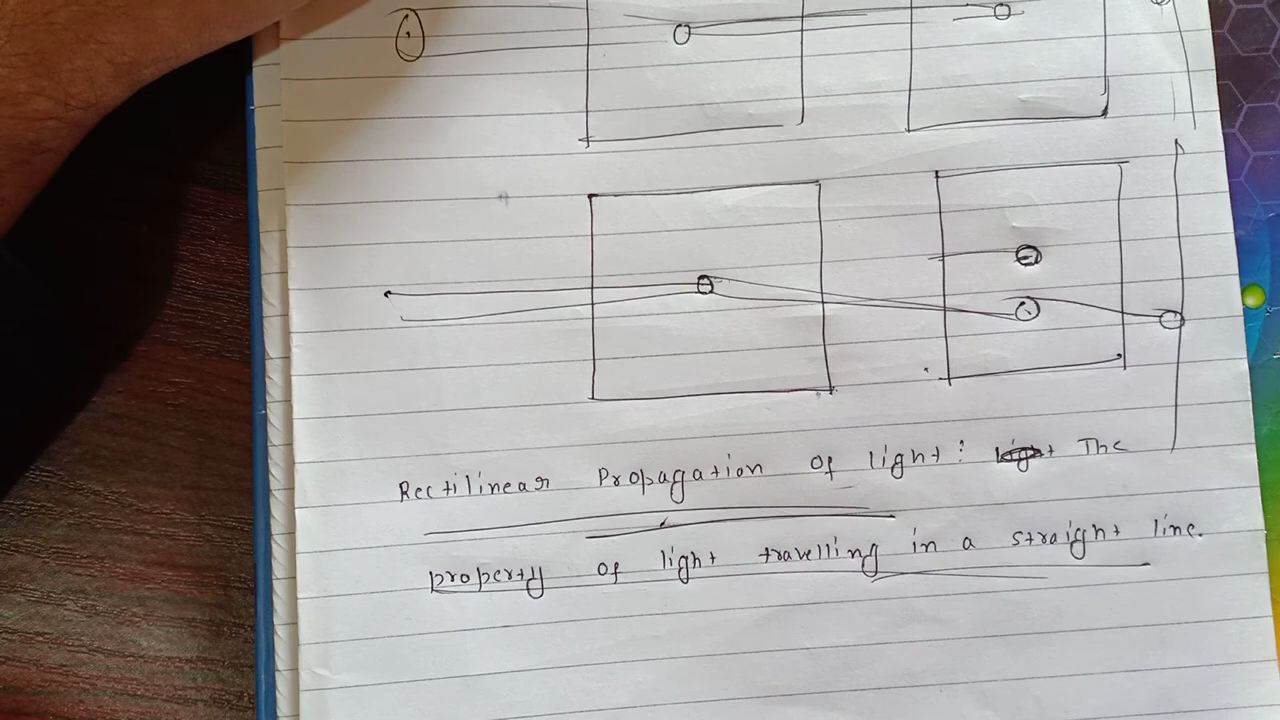 Rectilinear Propagation of light: The
property of light travelling in a straight line.